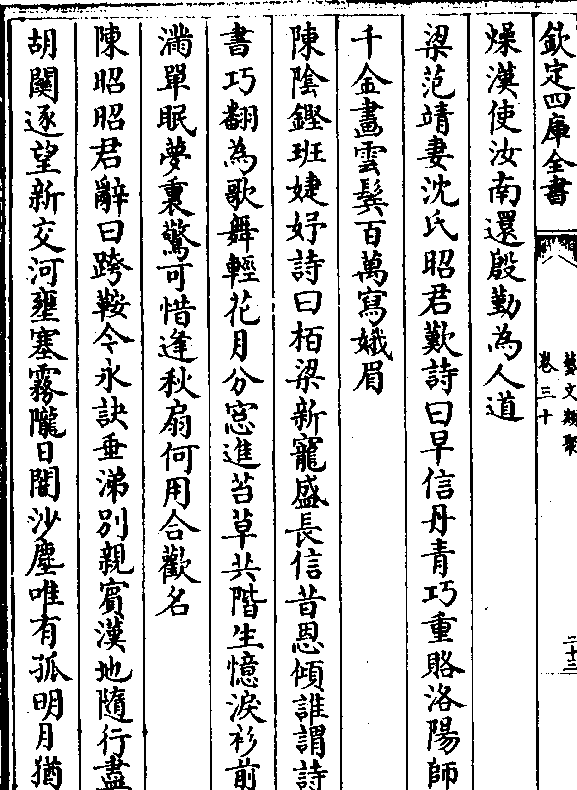 欽定四庫全書
藝文類聚
卷三十
二十三
燥漢使汝南還殷勤為人道
梁范靖妻沈氏昭君歎詩曰早信丹青巧重賂洛陽師
千金畫雲鬂百萬寫蛾眉
陳陰鏗班婕妤詩曰栢梁新寵盛長信昔恩傾誰謂詩
書巧翻為歌舞輕花月分窓進苔草共階生憶淚衫前
滿單眠夢裏驚可惜逢秋扇何用合歡名
陳昭昭君辭曰跨鞍今永訣垂涕別親賓漢地隨行盡
胡關逐望新交河壅塞霧隴日闇沙塵唯有孤明月猶